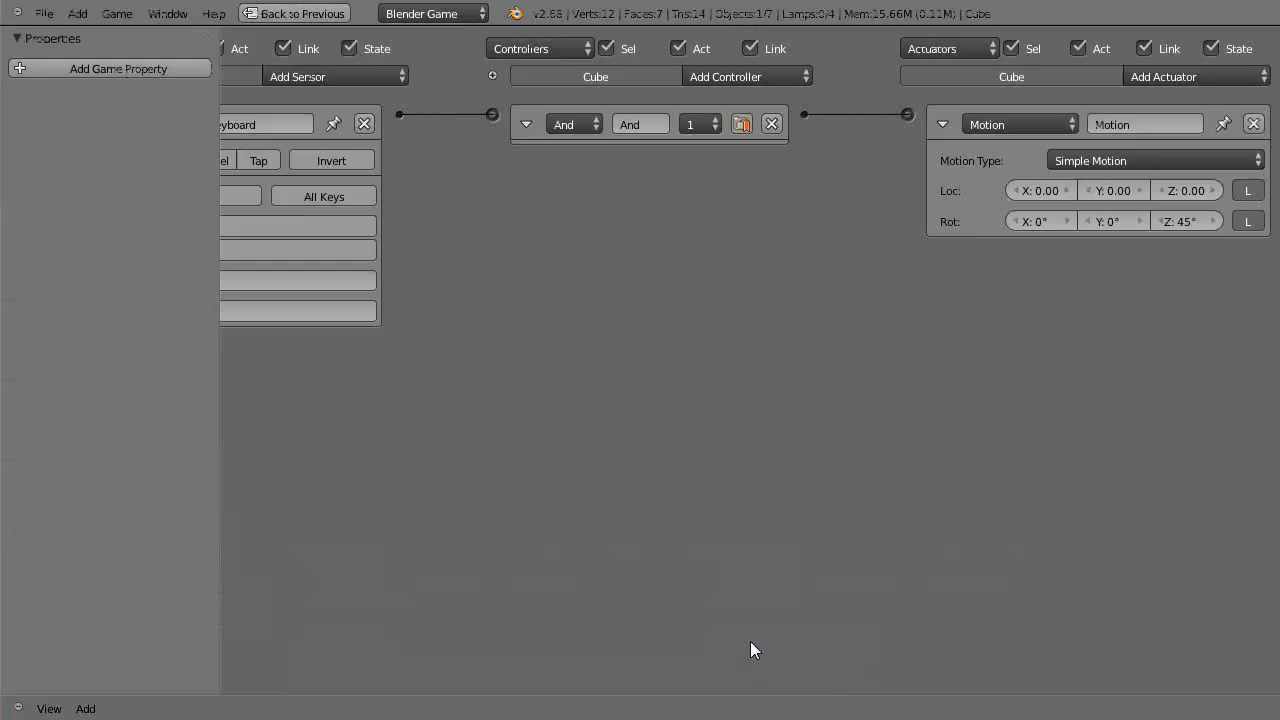 File Add Game Window Help Back to Previous Blender Game v2.66 | Verts:12 | Faces:7 | Tris:14 | Objects:1/7 | Lamps:0/4 | Mem:15.66M (0.11M) | Cube
Properties
Act Link State Controllers Sel Act Link Actuators Sel Act Link State
Add Game Property
Add Sensor Cube Add Controller Cube Add Actuator
yboard And And 1 Motion Motion
el Tap Invert Motion Type: Simple Motion
All Keys Loc: X: 0.00 Y: 0.00 Z: 0.00 L
Rot: X: 0° Y: 0° Z: 45° L
View Add